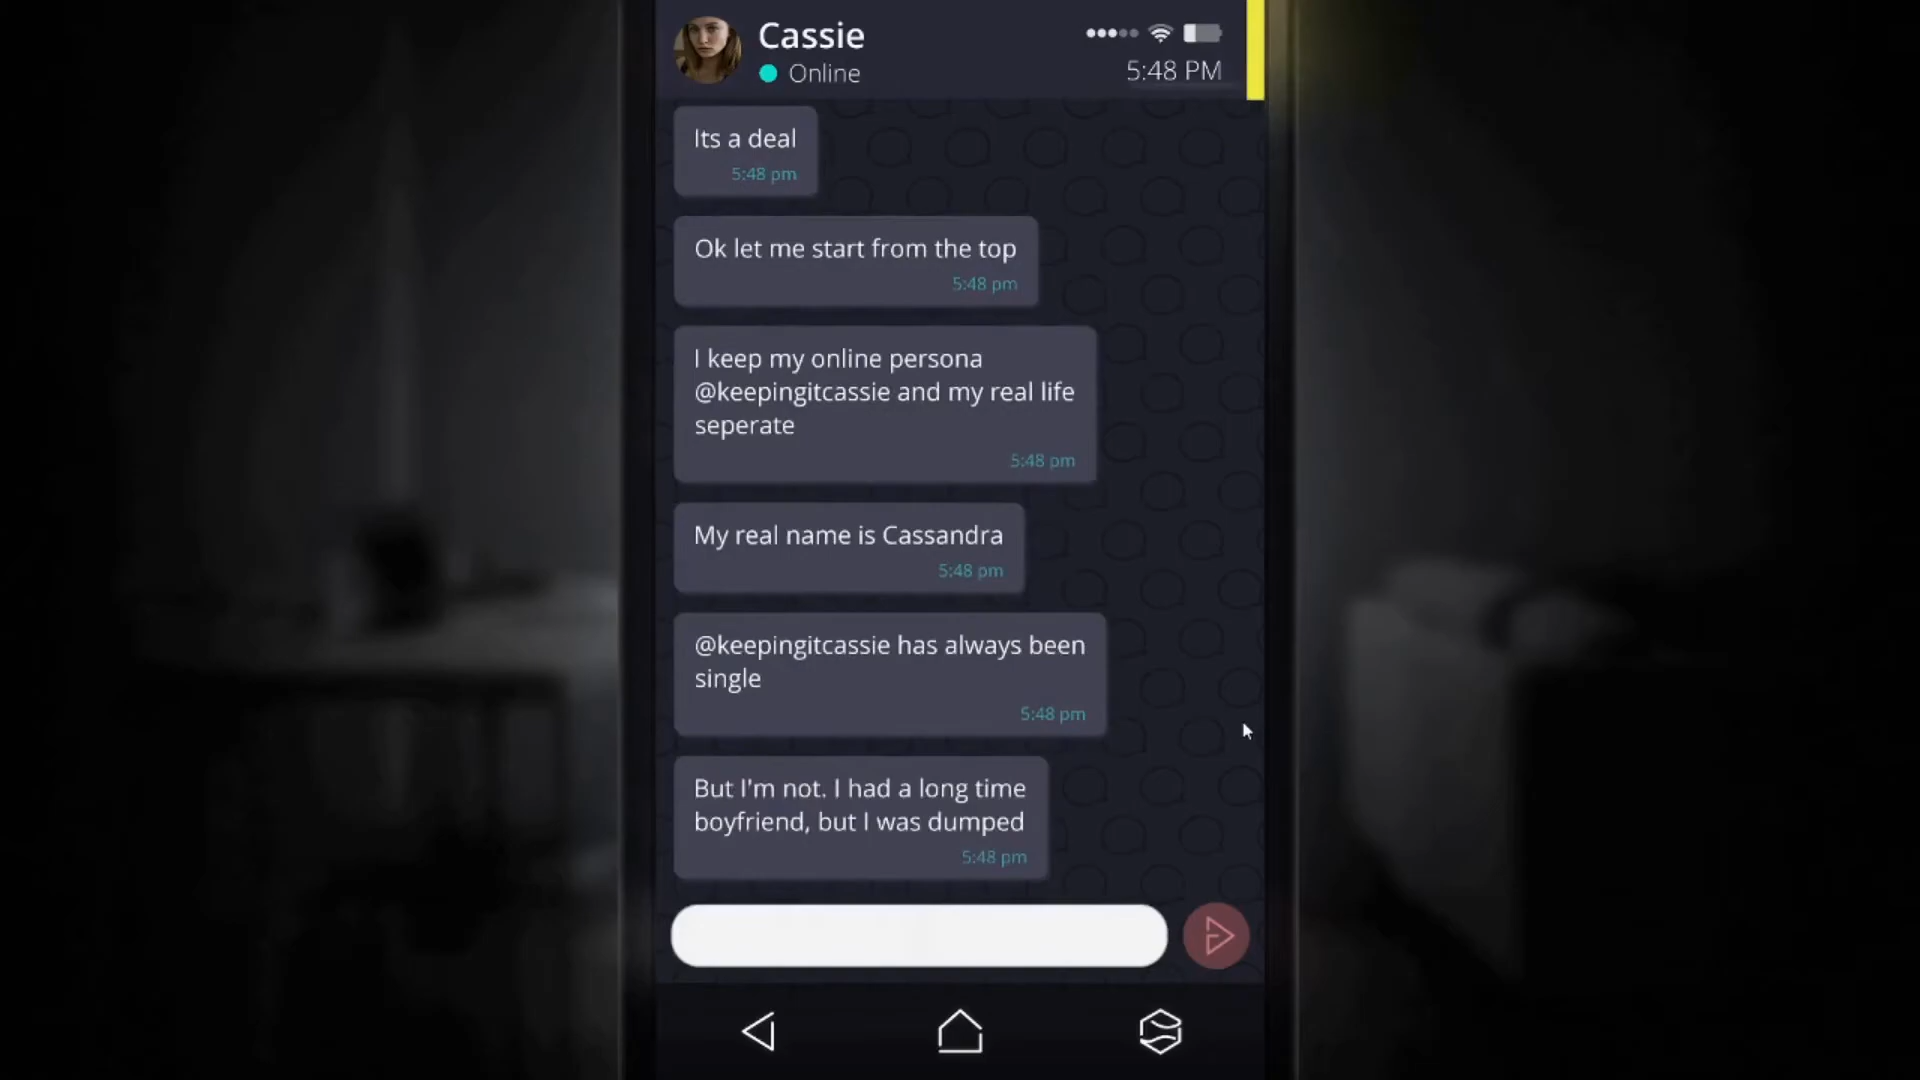 Cassie
Online
5:48 PM
Its a deal
5:48 pm
Ok let me start from the top
5:48 pm
I keep my online persona
@keepingitcassie and my real life
seperate
5:48 pm
My real name is Cassandra
5:48 pm
@keepingitcassie has always been
single
5:48 pm
But I'm not. I had a long time
boyfriend, but I was dumped
5:48 pm